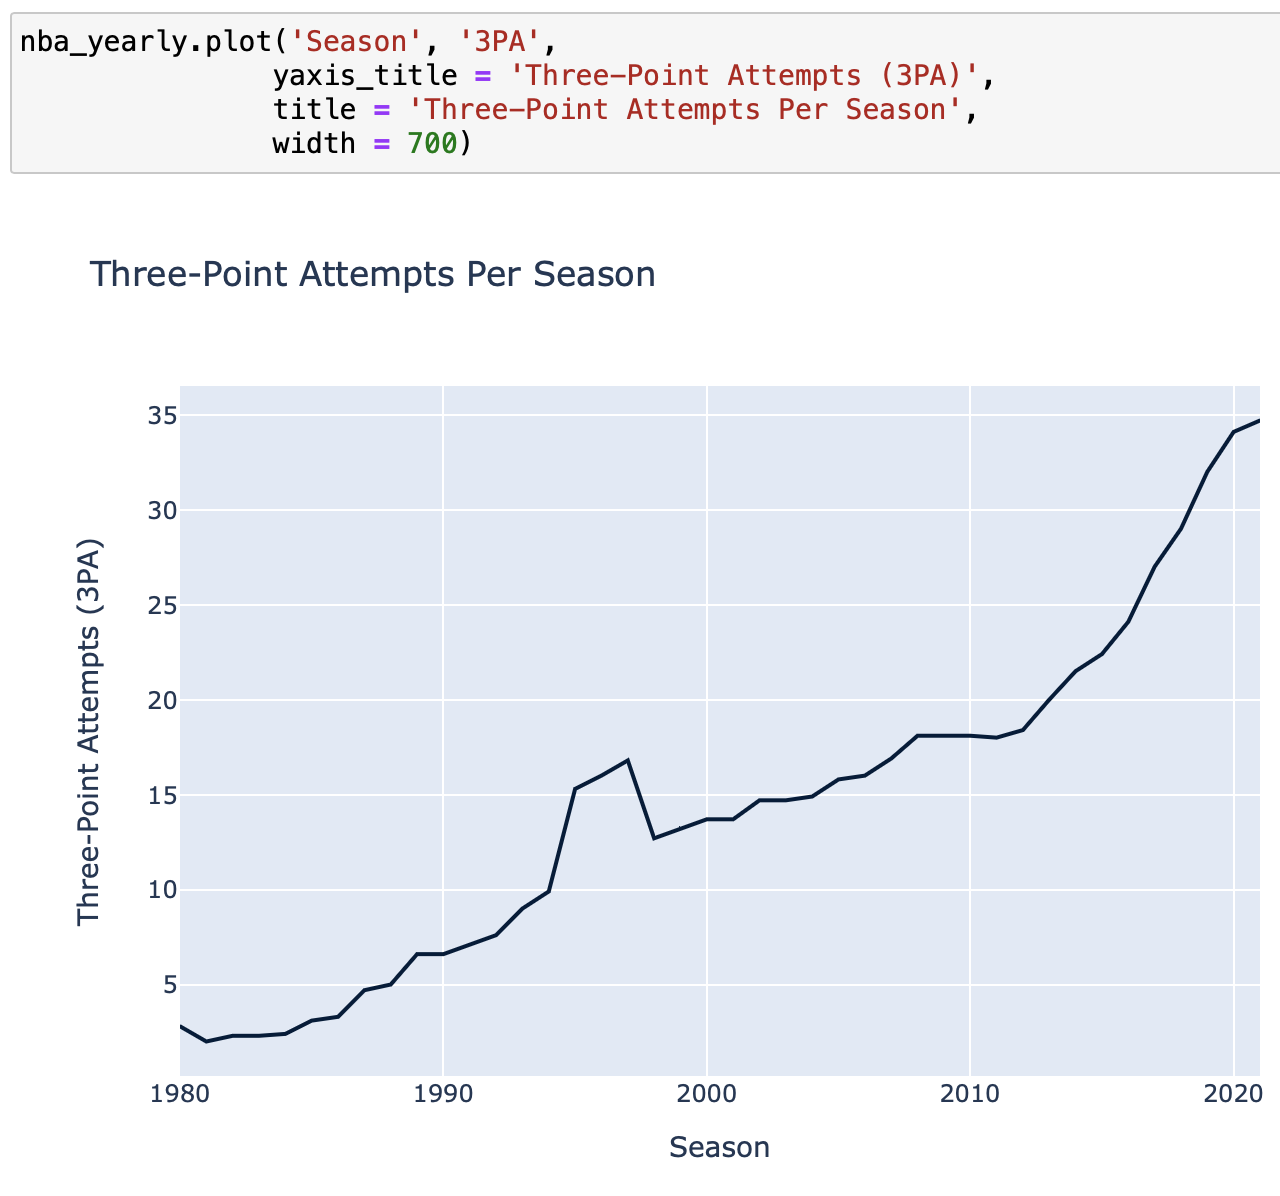 nba_yearly.plot('Season', '3PA',
yaxis_title = 'Three-Point Attempts (3PA)',
title = 'Three-Point Attempts Per Season',
width = 700)
Three-Point Attempts Per Season
35
30
25
20
15
10
5
Three-Point Attempts (3PA)
1980 1990 2000 2010 2020
Season